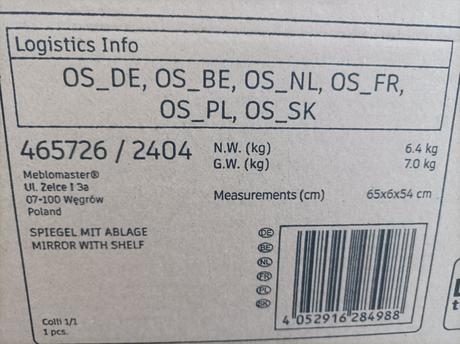 Logistics Info
OS_DE, OS_BE, OS_NL, OS_FR,
OS_PL, OS_SK
465726 / 2404
N.W. (kg) 6.4 kg
G.W. (kg) 7.0 kg
Meblomaster®
Ul. Zelce I 3a
07-100 Węgrów
Poland
Measurements (cm) 65x6x54 cm
SPIEGEL MIT ABLAGE
MIRROR WITH SHELF
DE
BE
NL
FR
PL
SK
4 052916 284988
Colli 1/1
1 pcs.